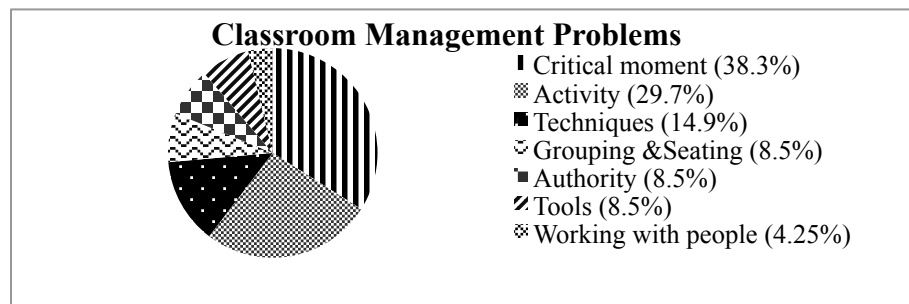 Classroom Management Problems
Critical moment (38.3%)
Activity (29.7%)
Techniques (14.9%)
Grouping &Seating (8.5%)
Authority (8.5%)
Tools (8.5%)
Working with people (4.25%)